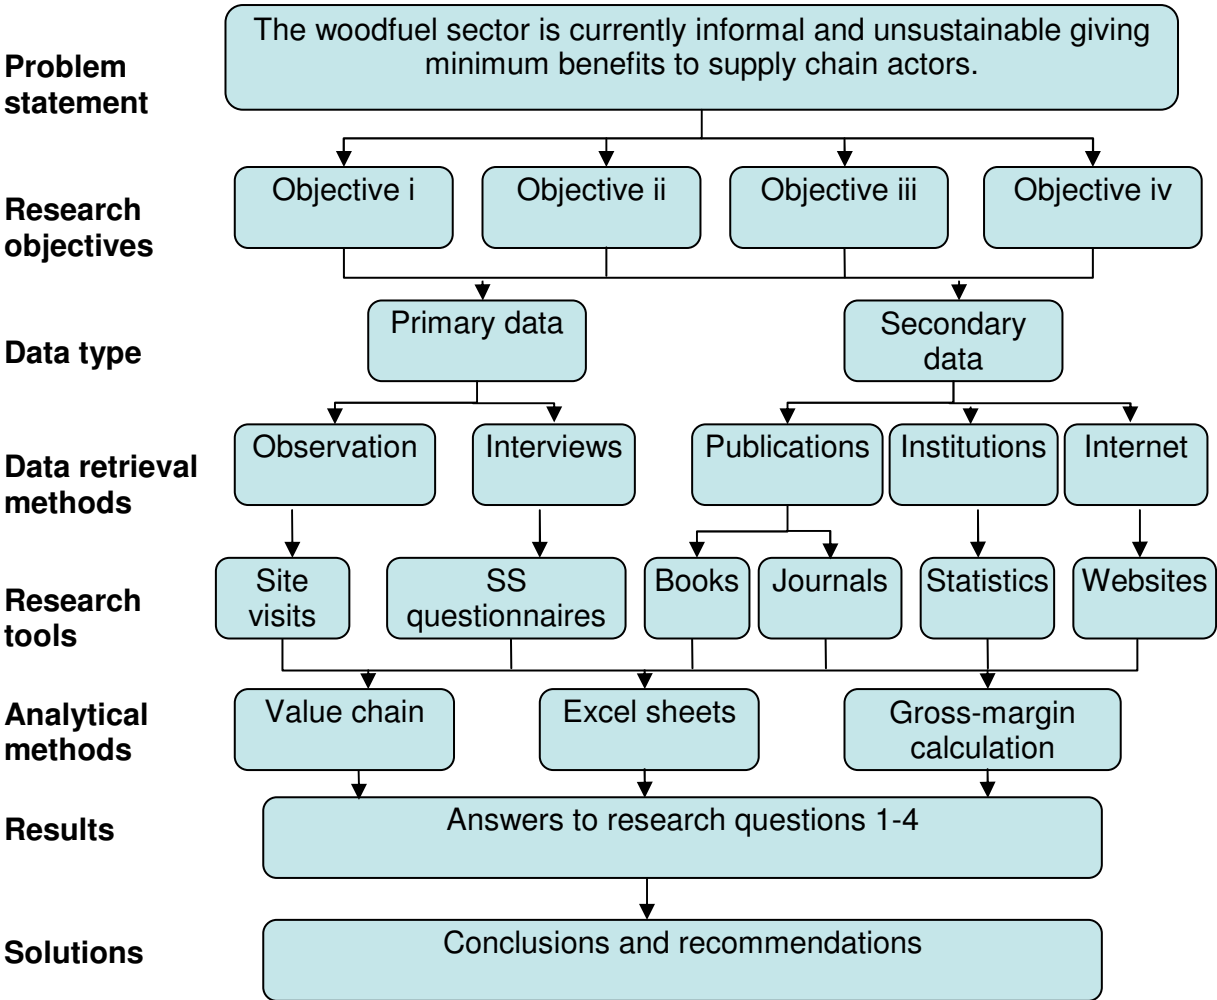 The woodfuel sector is currently informal and unsustainable giving
minimum benefits to supply chain actors.
Problem
statement
Objective i
Objective ii
Objective iii
Objective iv
Research
objectives
Primary data
Secondary
data
Data type
Observation
Interviews
Publications
Institutions
Internet
Data retrieval
methods
Site
visits
SS
questionnaires
Books
Journals
Statistics
Websites
Research
tools
Value chain
Excel sheets
Gross-margin
calculation
Analytical
methods
Answers to research questions 1-4
Results
Conclusions and recommendations
Solutions